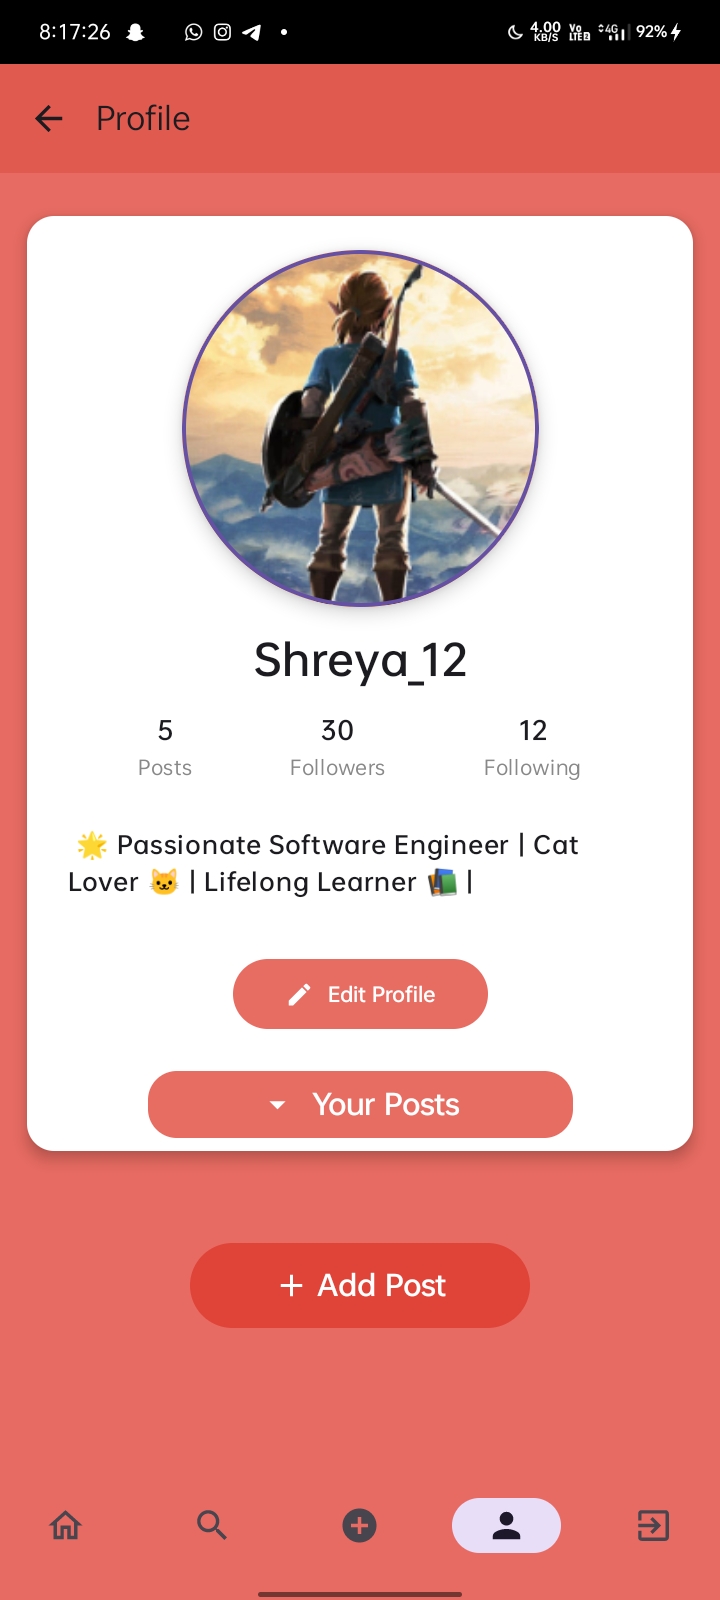 8:17:26 4.00 KB/S Vo LTE 4G 92%
Profile
Shreya_12
5 30 12
Posts Followers Following
🌟 Passionate Software Engineer | Cat
Lover 🐱 | Lifelong Learner 📚 |
Edit Profile
Your Posts
+ Add Post